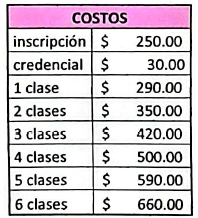 COSTOS
inscripción $ 250.00
credencial $ 30.00
1 clase $ 290.00
2 clases $ 350.00
3 clases $ 420.00
4 clases $ 500.00
5 clases $ 590.00
6 clases $ 660.00